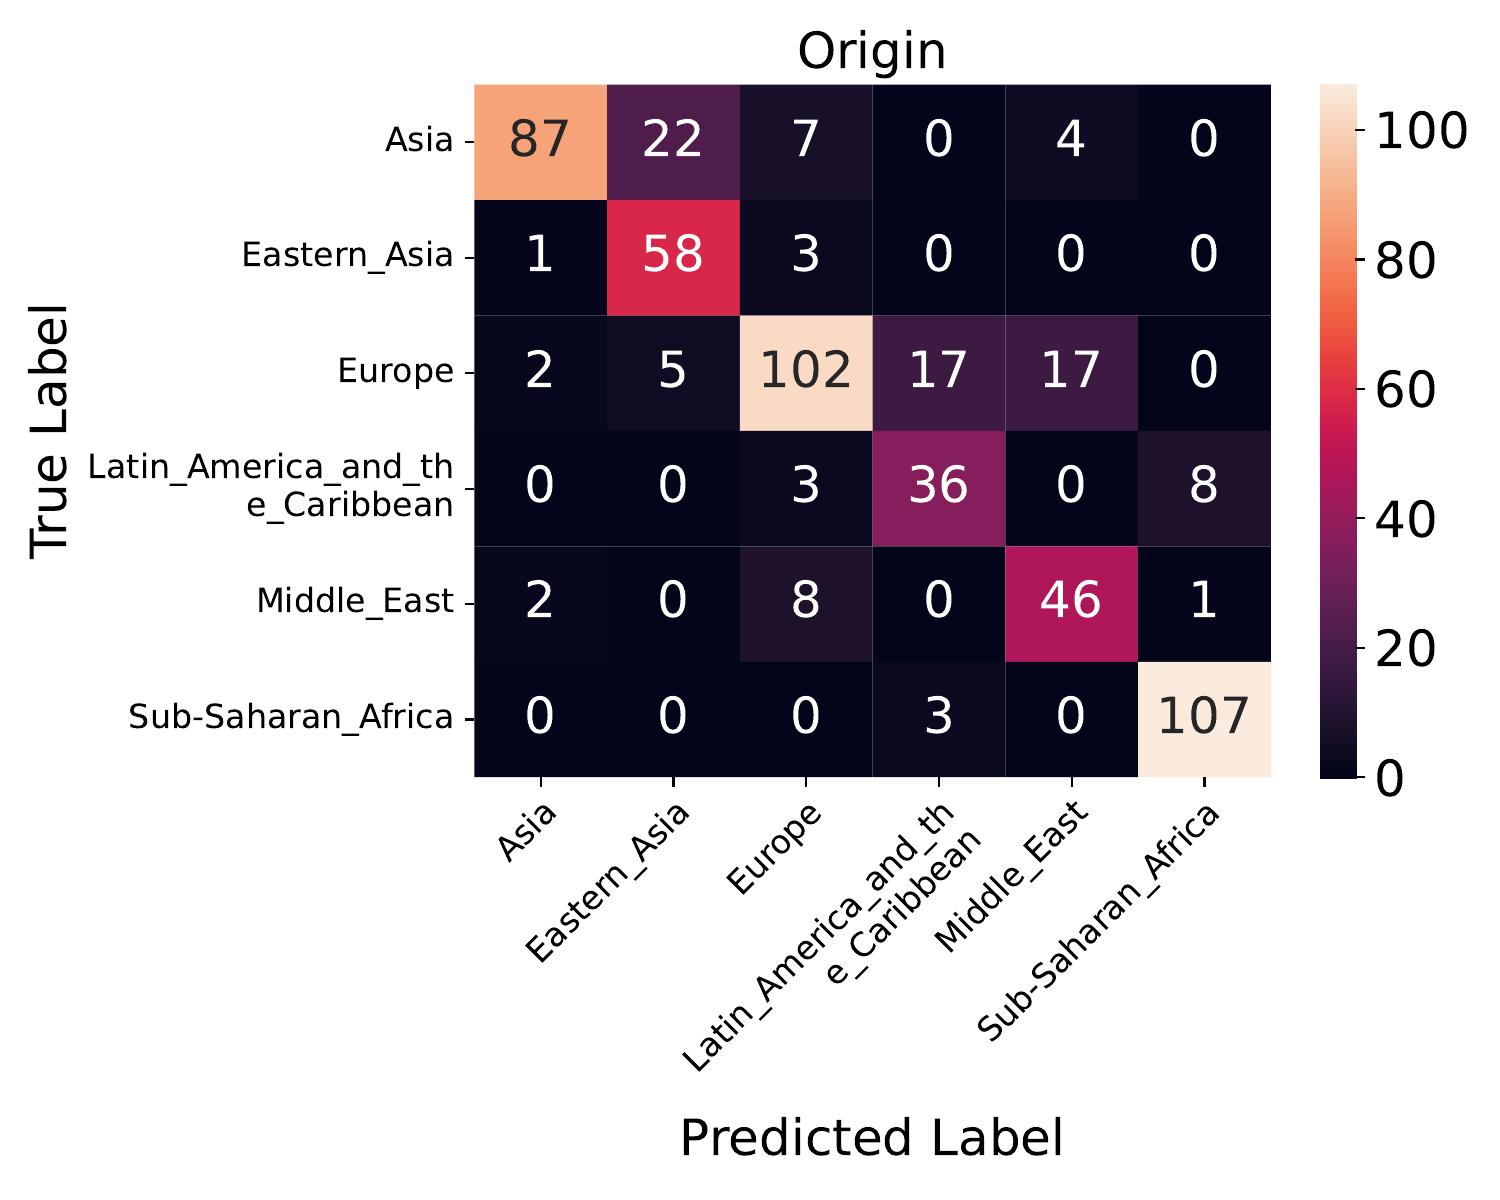 Origin
Asia 87 22 7 0 4 0
Eastern_Asia 1 58 3 0 0 0
Europe 2 5 102 17 17 0
Latin_America_and_th
e_Caribbean 0 0 3 36 0 8
Middle_East 2 0 8 0 46 1
Sub-Saharan_Africa 0 0 0 3 0 107
True Label
Asia
Eastern_Asia
Europe
Latin_America_and_th
e_Caribbean
Middle_East
Sub-Saharan_Africa
Predicted Label
100
80
60
40
20
0